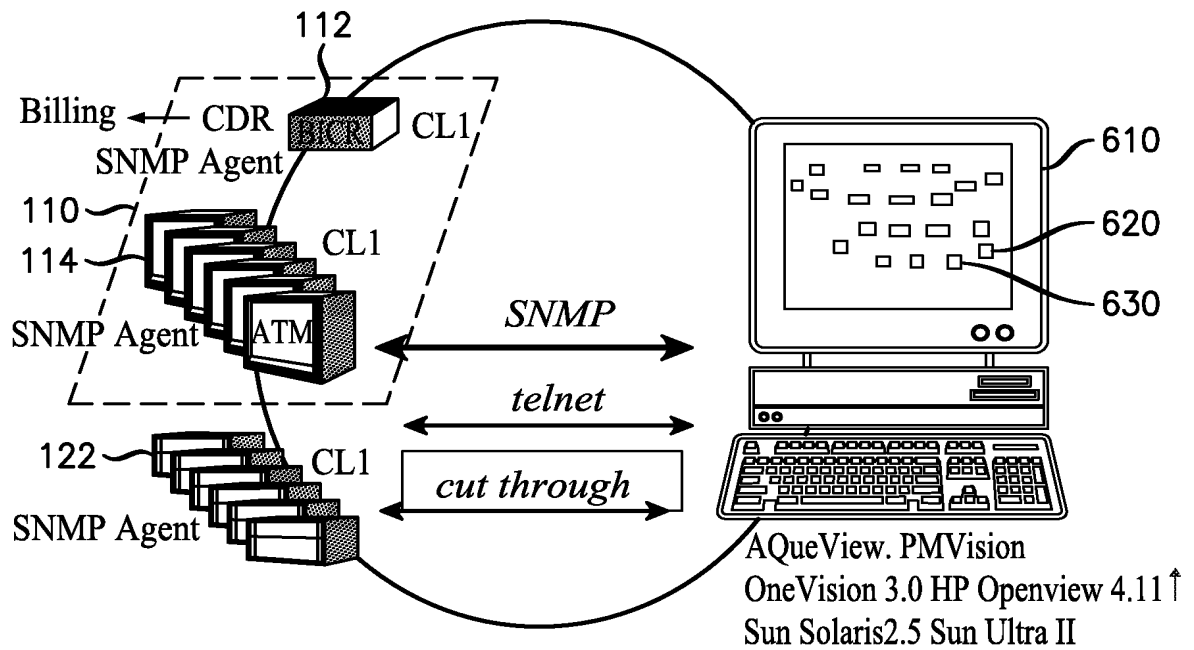 112
Billing
CDR
BICR
CL1
SNMP Agent
610
110
620
CL1
114
630
SNMP
SNMP Agent
ATM
telnet
122
CL1
cut through
SNMP Agent
AQueView. PMVision
OneVision 3.0 HP Openview 4.11↑
Sun Solaris2.5 Sun Ultra II